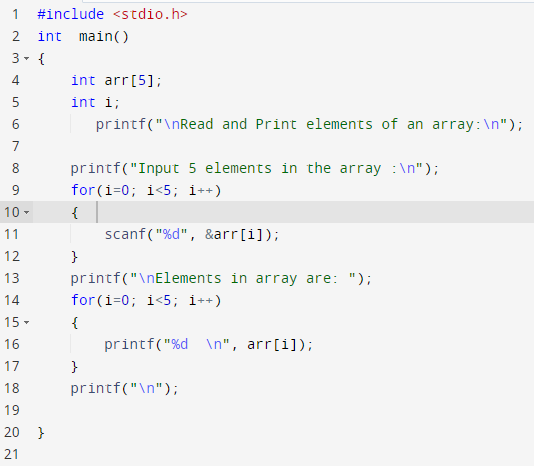 1 #include <stdio.h>
2 int  main()
3 {
4     int arr[5];
5     int i;
6        printf("\nRead and Print elements of an array:\n");
7
8     printf("Input 5 elements in the array :\n");
9     for(i=0; i<5; i++)
10     {
11         scanf("%d", &arr[i]);
12     }
13     printf("\nElements in array are: ");
14     for(i=0; i<5; i++)
15     {
16         printf("%d  \n", arr[i]);
17     }
18     printf("\n");
19
20 }
21